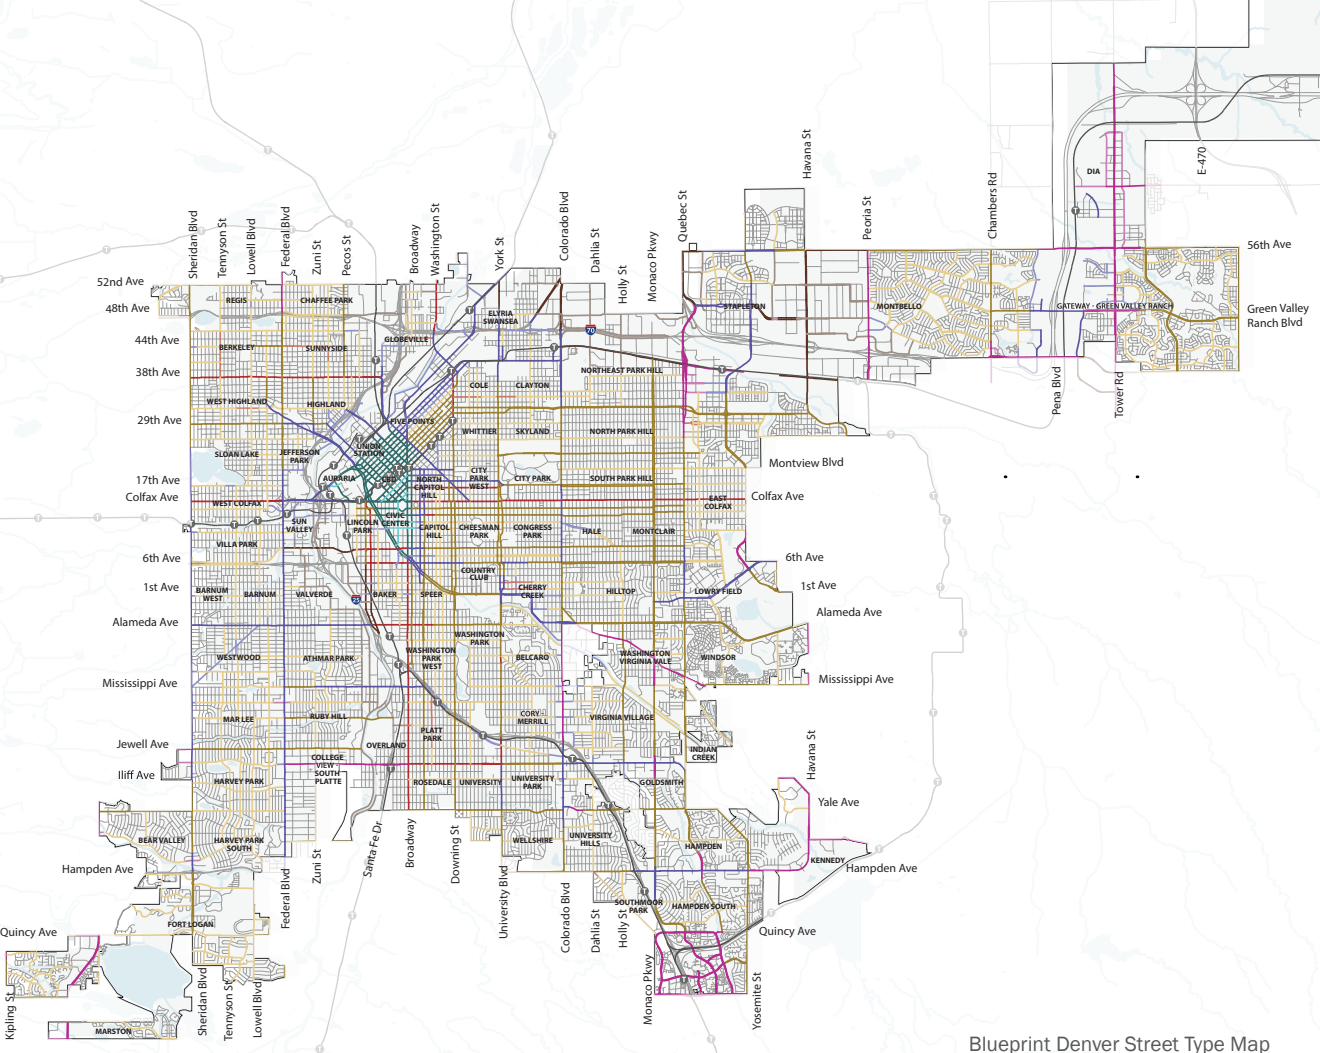 Havana St
E-470
DIA
Sheridan Blvd
Tennyson St
Lowell Blvd
Federal Blvd
Zuni St
Pecos St
Broadway
Washington St
York St
Colorado Blvd
Dahlia St
Holly St
Monaco Pkwy
Quebec St
Peoria St
Chambers Rd
56th Ave
52nd Ave
48th Ave
44th Ave
38th Ave
29th Ave
17th Ave
Colfax Ave
6th Ave
1st Ave
Alameda Ave
Mississippi Ave
Jewell Ave
Iliff Ave
Hampden Ave
Quincy Ave
Green Valley
Ranch Blvd
Pena Blvd
Tower Rd
Montview Blvd
Colfax Ave
6th Ave
1st Ave
Alameda Ave
Mississippi Ave
Havana St
Yale Ave
Hampden Ave
Quincy Ave
REGIS
CHAFFEE PARK
ELYRIA
SWANSEA
STAPLETON
MONTBELLO
GATEWAY - GREEN VALLEY RANCH
BERKELEY
SUNNYSIDE
GLOBEVILLE
70
NORTHEAST PARK HILL
COLE
CLAYTON
WEST HIGHLAND
HIGHLAND
FIVE POINTS
WHITTIER
SKYLAND
NORTH PARK HILL
SLOAN LAKE
JEFFERSON
PARK
UNION
STATION
AURARIA
CBD
NORTH
CAPITOL
HILL
CITY
PARK
WEST
CITY PARK
SOUTH PARK HILL
WEST COLFAX
EAST
COLFAX
SUN
VALLEY
LINCOLN
PARK
CIVIC
CENTER
CAPITOL
HILL
CHEESMAN
PARK
CONGRESS
PARK
HALE
MONTCLAIR
VILLA PARK
COUNTRY
CLUB
BARNUM
WEST
BARNUM
VALVERDE
25
BAKER
SPEER
CHERRY
CREEK
HILLTOP
LOWRY FIELD
WASHINGTON
PARK
WESTWOOD
ATHMAR PARK
WASHINGTON
PARK
WEST
BELCARO
WASHINGTON
VIRGINIA VALE
WINDSOR
MAR LEE
RUBY HILL
PLATT
PARK
CORY-
MERRILL
VIRGINIA VILLAGE
OVERLAND
INDIAN
CREEK
COLLEGE
VIEW -
SOUTH
PLATTE
HARVEY PARK
ROSEDALE
UNIVERSITY
UNIVERSITY
PARK
GOLDSMITH
BEAR VALLEY
HARVEY PARK
SOUTH
WELLSHIRE
UNIVERSITY
HILLS
HAMPDEN
KENNEDY
SOUTHMOOR
PARK
HAMPDEN SOUTH
FORT LOGAN
MARSTON
Kipling St
Sheridan Blvd
Tennyson St
Lowell Blvd
Federal Blvd
Zuni St
Santa Fe Dr
Broadway
Downing St
University Blvd
Colorado Blvd
Dahlia St
Holly St
Monaco Pkwy
Yosemite St
Blueprint Denver Street Type Map